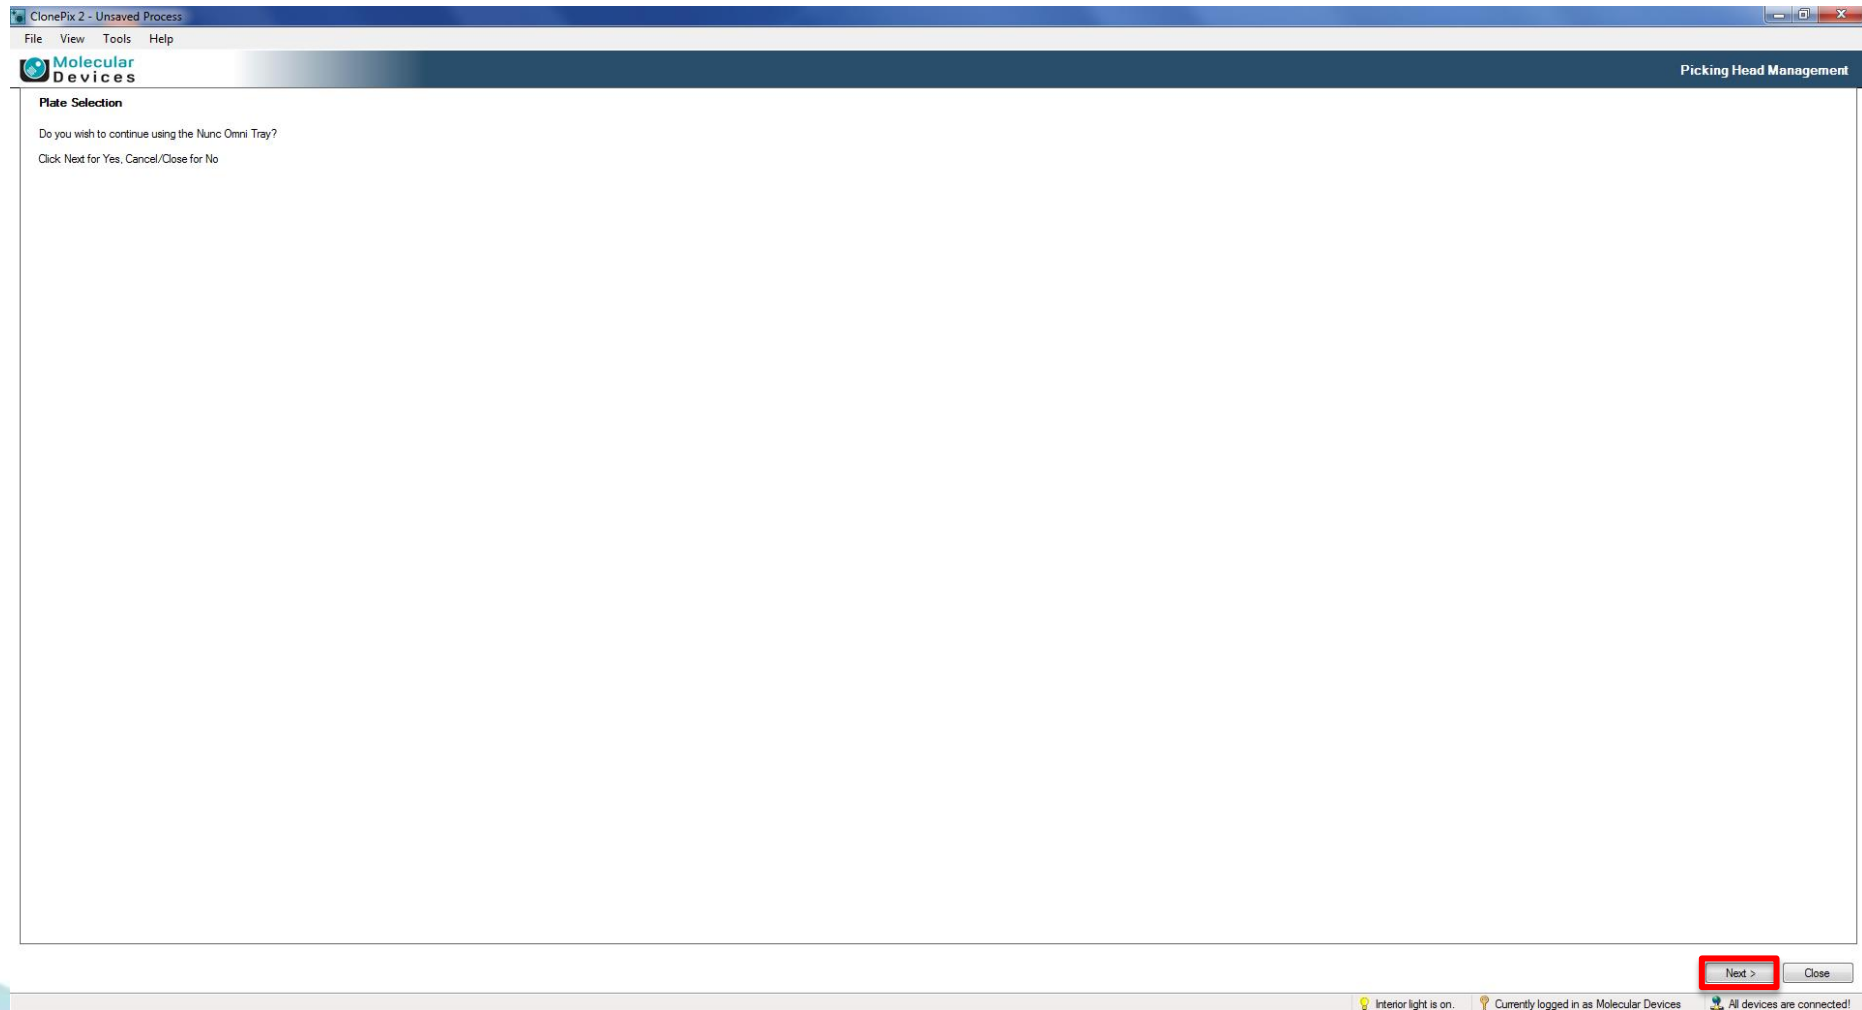 ClonePix 2 - Unsaved Process
File View Tools Help
Molecular
Devices
Picking Head Management
Plate Selection
Do you wish to continue using the Nunc Omni Tray?
Click Next for Yes, Cancel/Close for No
Next > Close
Interior light is on. Currently logged in as Molecular Devices All devices are connected!